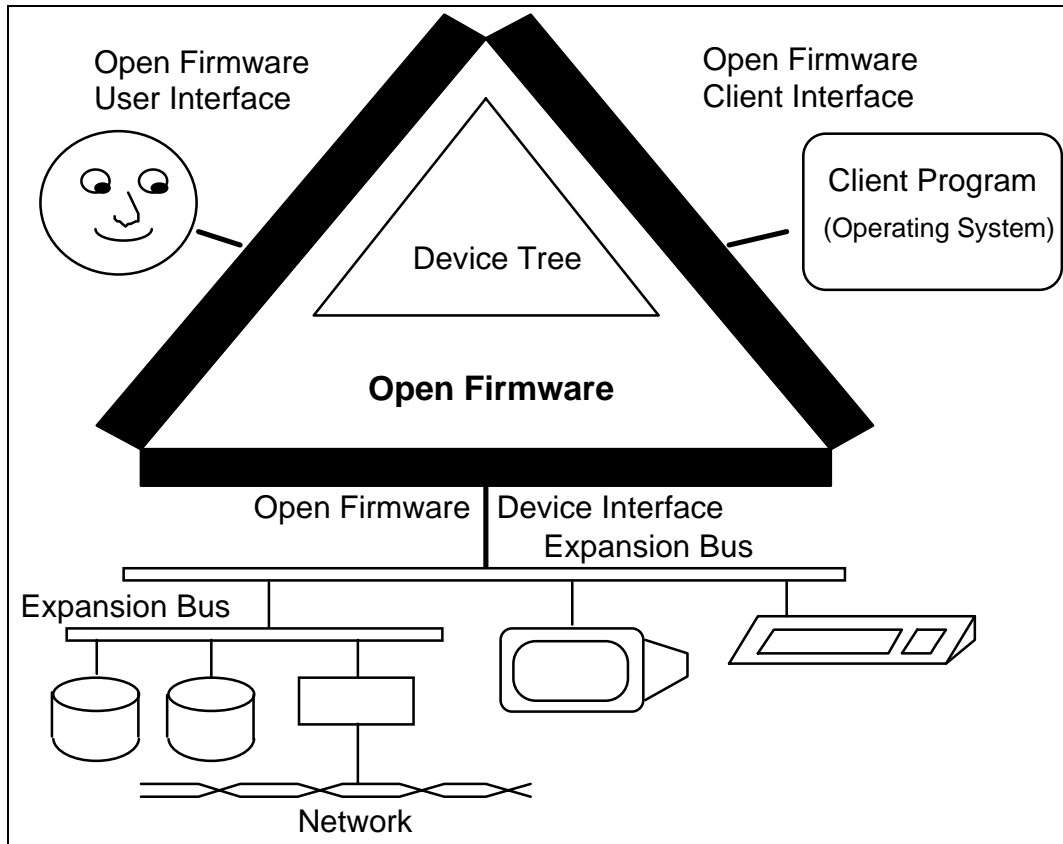 Open Firmware
User Interface
Open Firmware
Client Interface
Client Program
(Operating System)
Device Tree
Open Firmware
Open Firmware Device Interface
Expansion Bus
Expansion Bus
Network